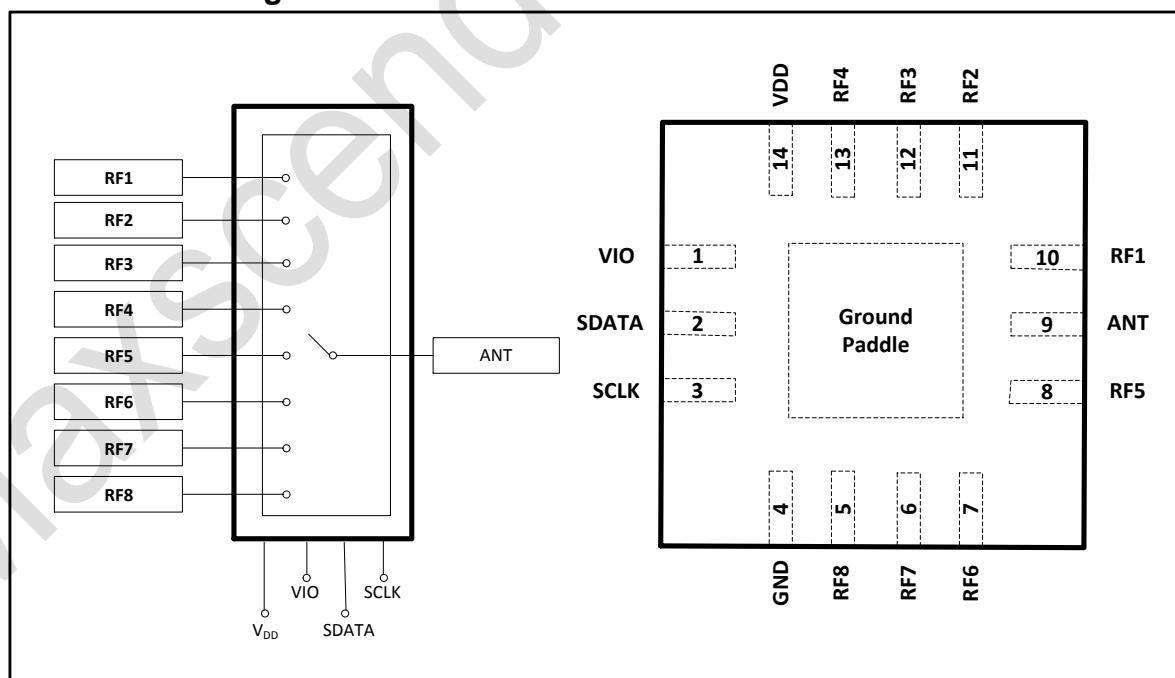 RF1
RF2
RF3
RF4
RF5
RF6
RF7
RF8
ANT
VIO
SCLK
VDD
SDATA
VDD
RF4
RF3
RF2
14
13
12
11
VIO
1
10
RF1
SDATA
2
Ground
Paddle
9
ANT
SCLK
3
8
RF5
4
5
6
7
GND
RF8
RF7
RF6